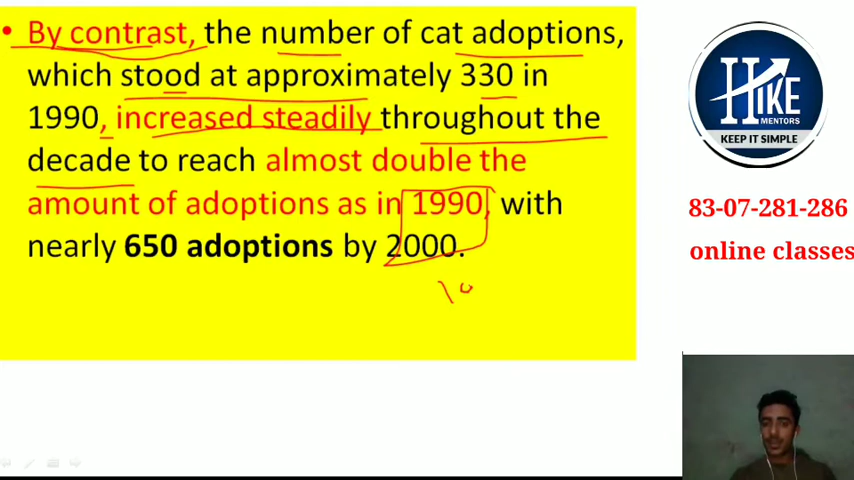 • By contrast, the number of cat adoptions,
which stood at approximately 330 in
1990, increased steadily throughout the
decade to reach almost double the
amount of adoptions as in 1990, with
nearly 650 adoptions by 2000.
HIKE
MENTORS
KEEP IT SIMPLE
83-07-281-286
online classes